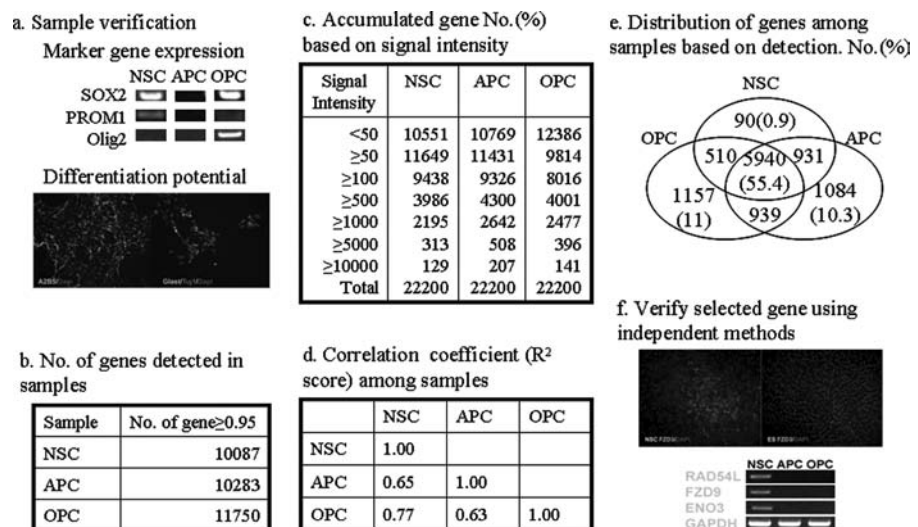 a. Sample verification
Marker gene expression
NSC APC OPC
SOX2
PROM1
Olig2
Differentiation potential
b. No. of genes detected in
samples
Sample No. of gene≥0.95
NSC 10087
APC 10283
OPC 11750
c. Accumulated gene No.(%)
based on signal intensity
Signal
Intensity NSC APC OPC
<50 10551 10769 12386
≥50 11649 11431 9814
≥100 9438 9326 8016
≥500 3986 4300 4001
≥1000 2195 2642 2477
≥5000 313 508 396
≥10000 129 207 141
Total 22200 22200 22200
d. Correlation coefficient (R²
score) among samples
NSC APC OPC
NSC 1.00
APC 0.65 1.00
OPC 0.77 0.63 1.00
e. Distribution of genes among
samples based on detection. No.(%)
NSC
90(0.9)
OPC APC
510 5940 931
(55.4)
1157 1084
(11) (10.3)
939
f. Verify selected gene using
independent methods
NSC FZD9/DAPI ES FZD9/DAPI
NSC APC OPC
RAD54L
FZD9
ENO3
GAPDH